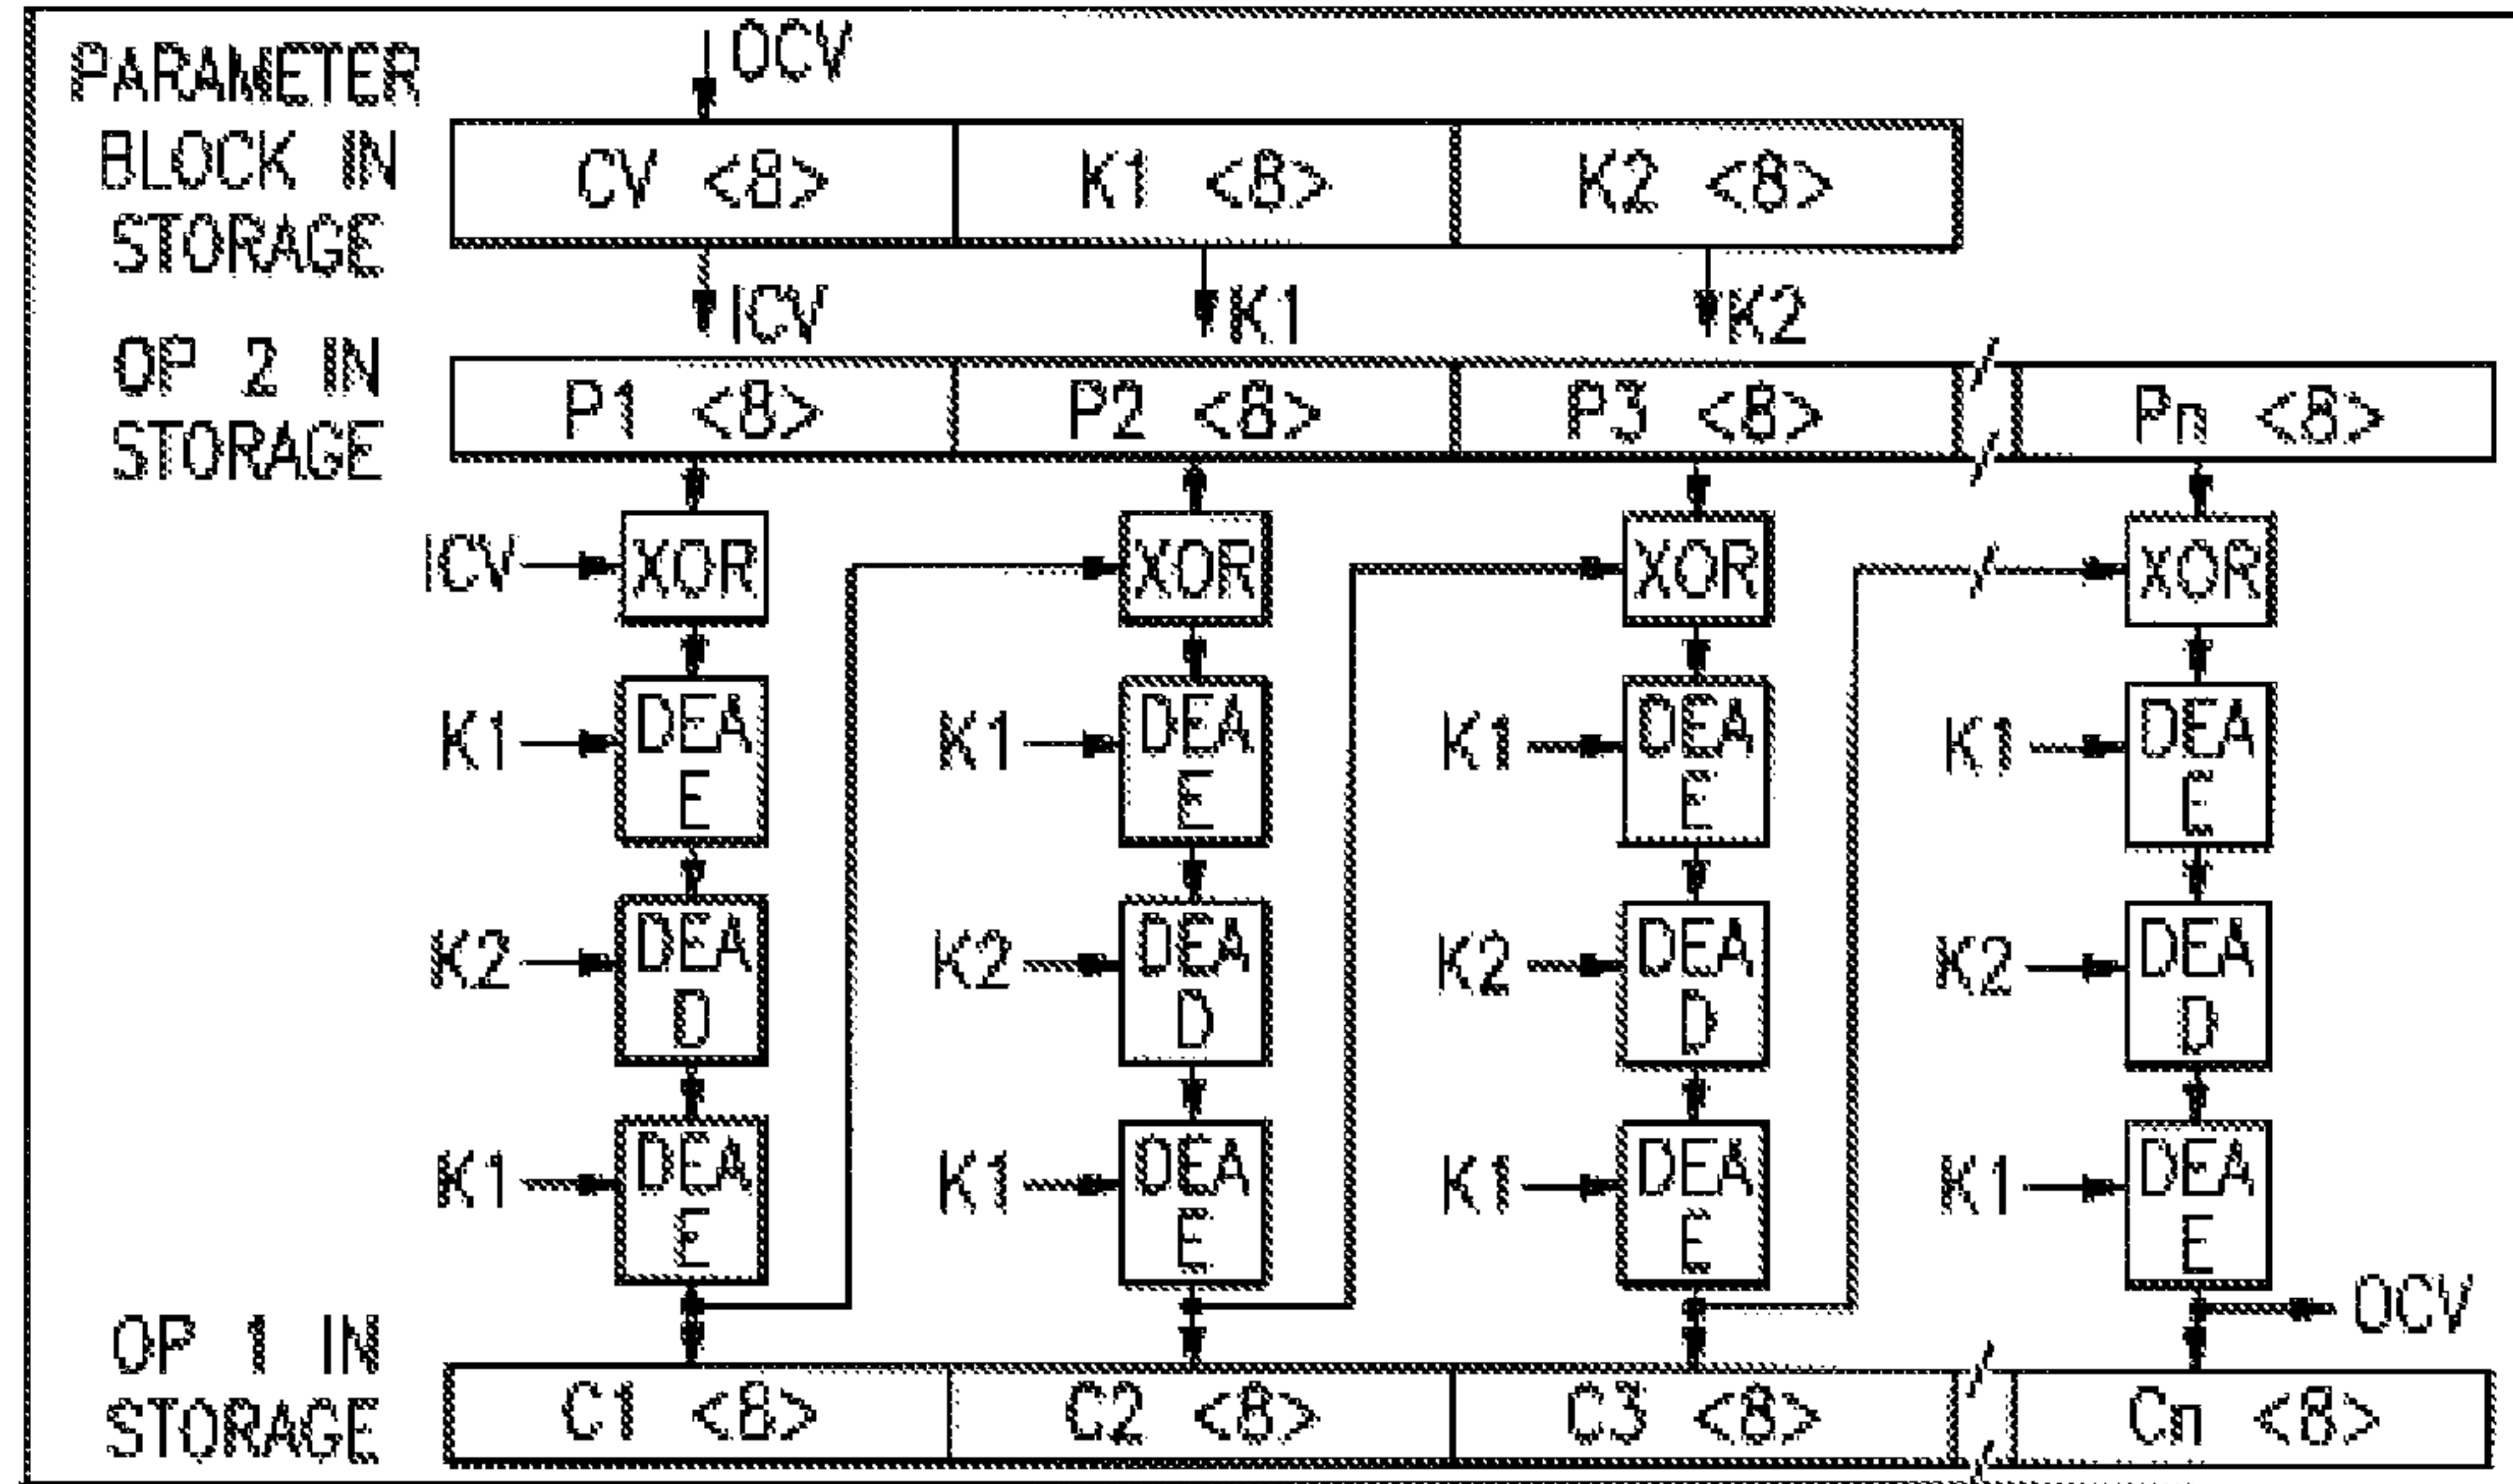 PARAMETER
BLOCK IN
STORAGE
OCV
CV <8>
K1 <8>
K2 <8>
ICV
K1
K2
OP 2 IN
STORAGE
P1 <8>
P2 <8>
P3 <8>
Pn <8>
ICV
XOR
XOR
XOR
XOR
K1
DEA
E
K1
DEA
E
K1
DEA
E
K1
DEA
E
K2
DEA
D
K2
DEA
D
K2
DEA
D
K2
DEA
D
K1
DEA
E
K1
DEA
E
K1
DEA
E
K1
DEA
E
OCV
OP 1 IN
STORAGE
C1 <8>
C2 <8>
C3 <8>
Cn <8>